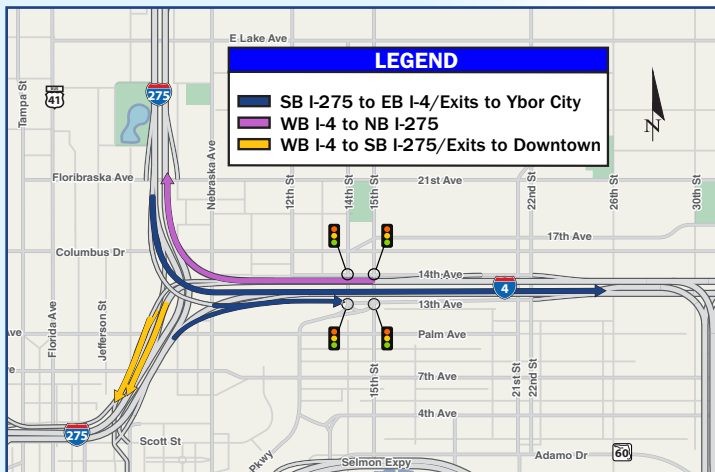 E Lake Ave
LEGEND
SB I-275 to EB I-4/Exits to Ybor City
WB I-4 to NB I-275
WB I-4 to SB I-275/Exits to Downtown
Tampa St
41
275
N
Nebraska Ave
Floribraska Ave
12th St
14th St
15th St
21st Ave
22nd St
26th St
30th St
17th Ave
Columbus Dr
14th Ave
4
13th Ave
Florida Ave
Jefferson St
ve
Palm Ave
7th Ave
15th St
21st St
22nd St
4th Ave
275
Scott St
Pkwy
Selmon Expy
Adamo Dr
60